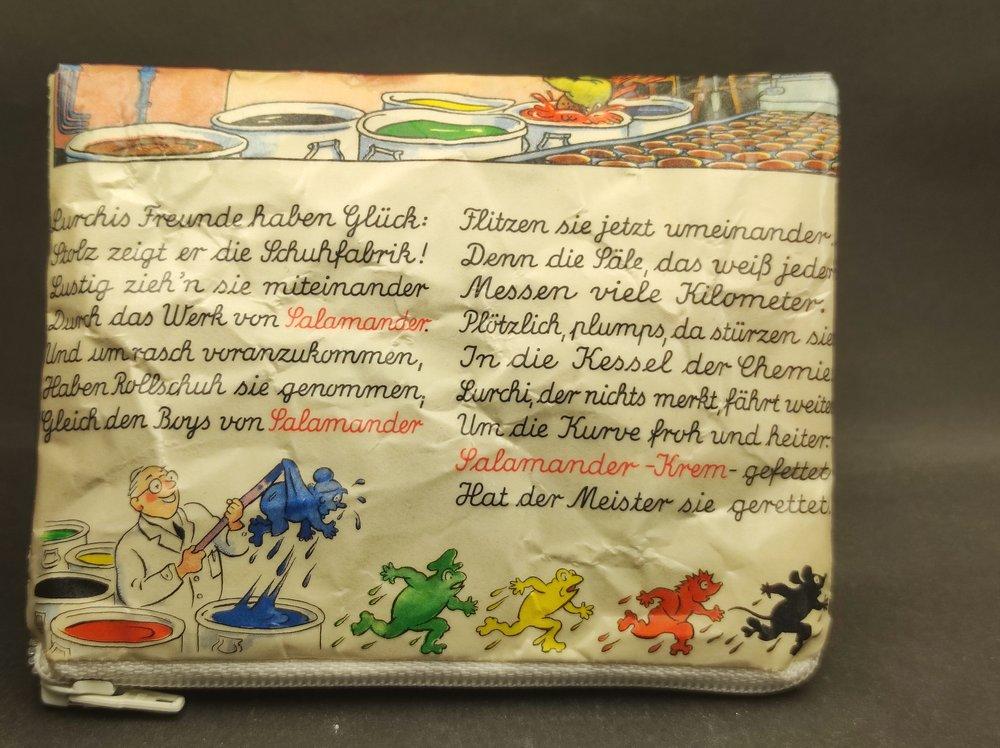 Lurchis Freunde haben Glück:
Stolz zeigt er die Schuhfabrik!
Lustig zieh'n sie miteinander
Durch das Werk von Salamander.
Und um rasch voranzukommen,
Haben Rollschuh sie genommen,
Gleich den Boys von Salamander
Flitzen sie jetzt umeinander.
Denn die Säle, das weiß jeder
Messen viele Kilometer.
Plötzlich, plumps, da stürzen sie
In die Kessel der Chemie.
Lurchi, der nichts merkt, fährt weite
Um die Kurve froh und heiter.
Salamander-Krem-gefettet
Hat der Meister sie gerettet.